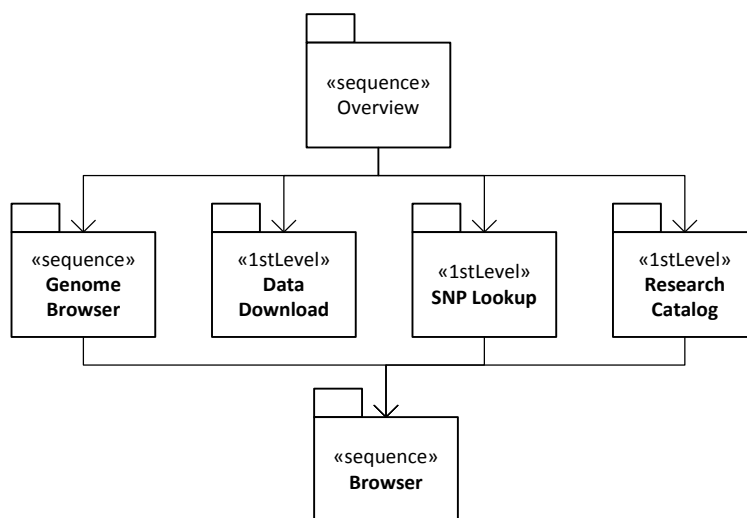 «sequence»
Overview
«sequence»
Genome
Browser
«1stLevel»
Data
Download
«1stLevel»
SNP Lookup
«1stLevel»
Research
Catalog
«sequence»
Browser